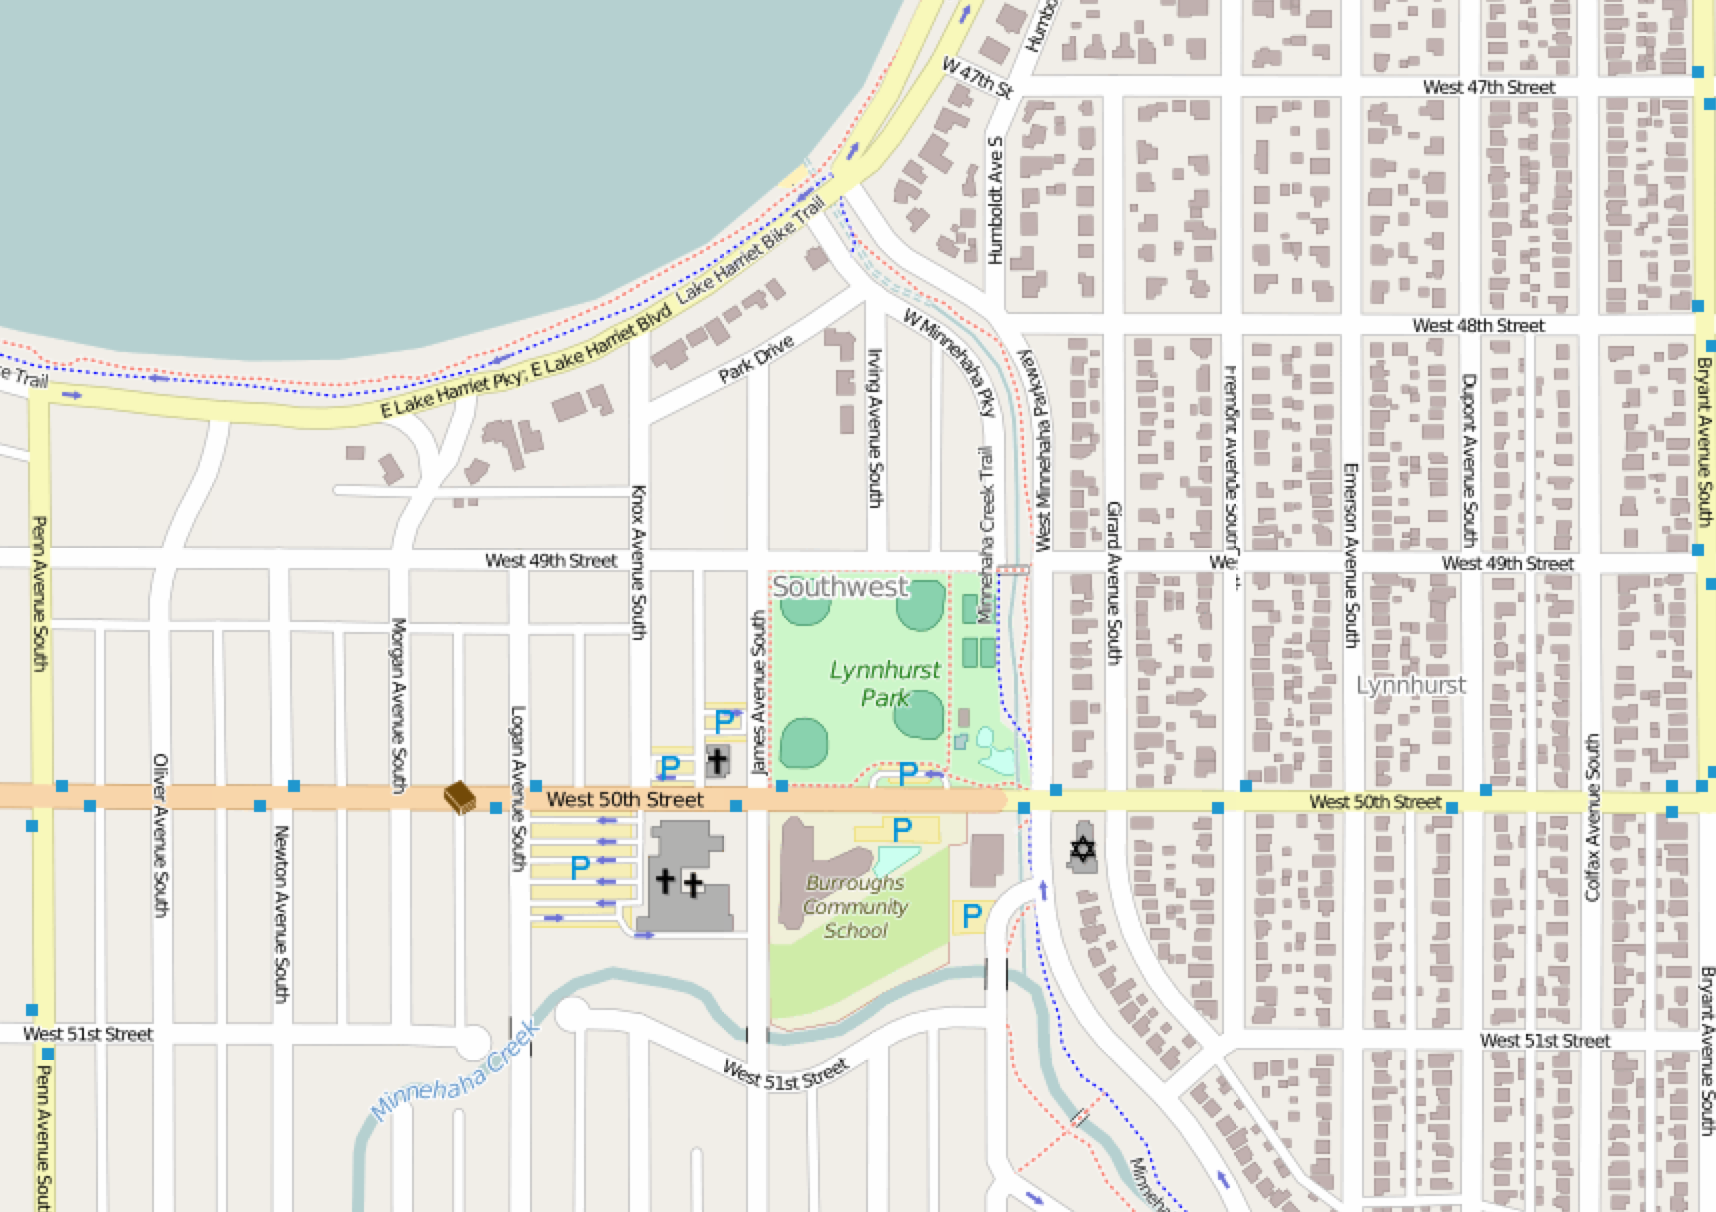 W 47th St
Humbo
West 47th Street
Humboldt Ave S
Lake Harriet Bike Trail
E Lake Harriet Pky; E Lake Harriet Blvd
e Trail
Park Drive
W Minnehaha Pky
West Minnehaha Parkway
West 48th Street
Irving Avenue South
Bryant Avenue South
Fremont Avenue South
Dupont Avenue South
Minnehaha Creek Trail
Emerson Avenue South
Girard Avenue South
Penn Avenue South
Knox Avenue South
West 49th Street
We
West 49th Street
Southwest
James Avenue South
Morgan Avenue South
Lynnhurst
Park
Lynnhurst
Logan Avenue South
P
P
P
Oliver Avenue South
Colfax Avenue South
West 50th Street
West 50th Street
P
P
Newton Avenue South
Burroughs
Community
School
P
West 51st Street
Minnehaha Creek
West 51st Street
West 51st Street
Bryant Avenue South
Penn Avenue Sout
Minneha